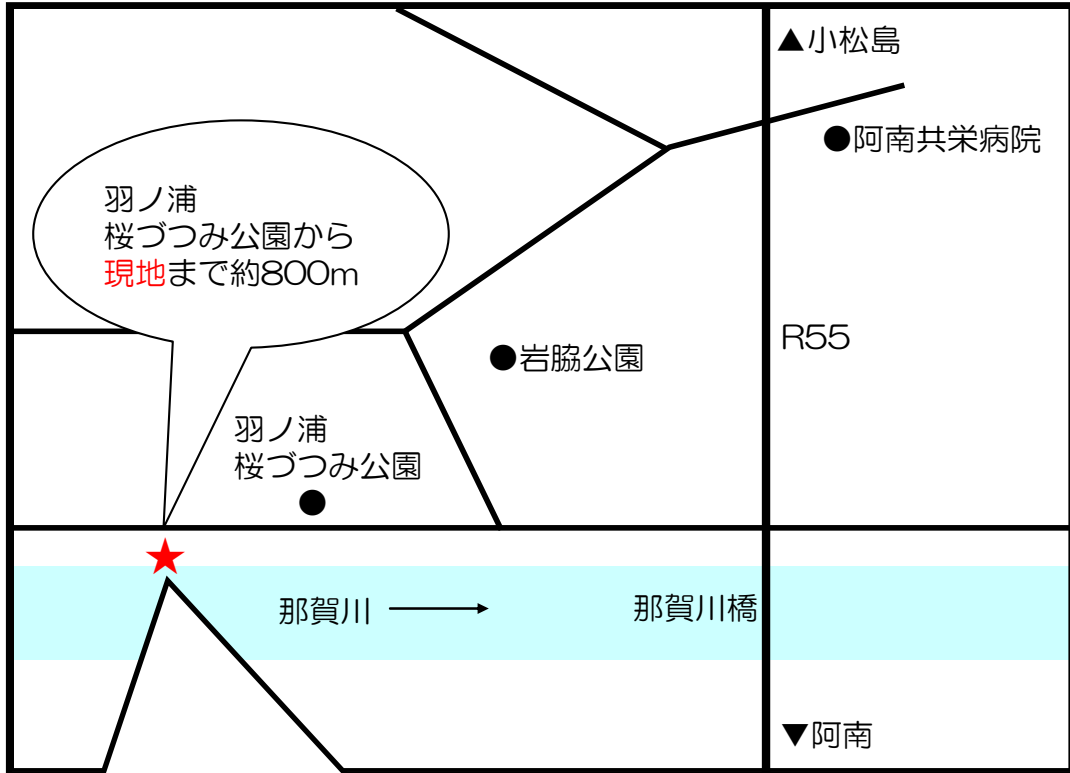 ▲小松島
●阿南共栄病院
羽ノ浦
桜づつみ公園から
現地まで約800m
R55
●岩脇公園
羽ノ浦
桜づつみ公園
●
★
那賀川
那賀川橋
▼阿南